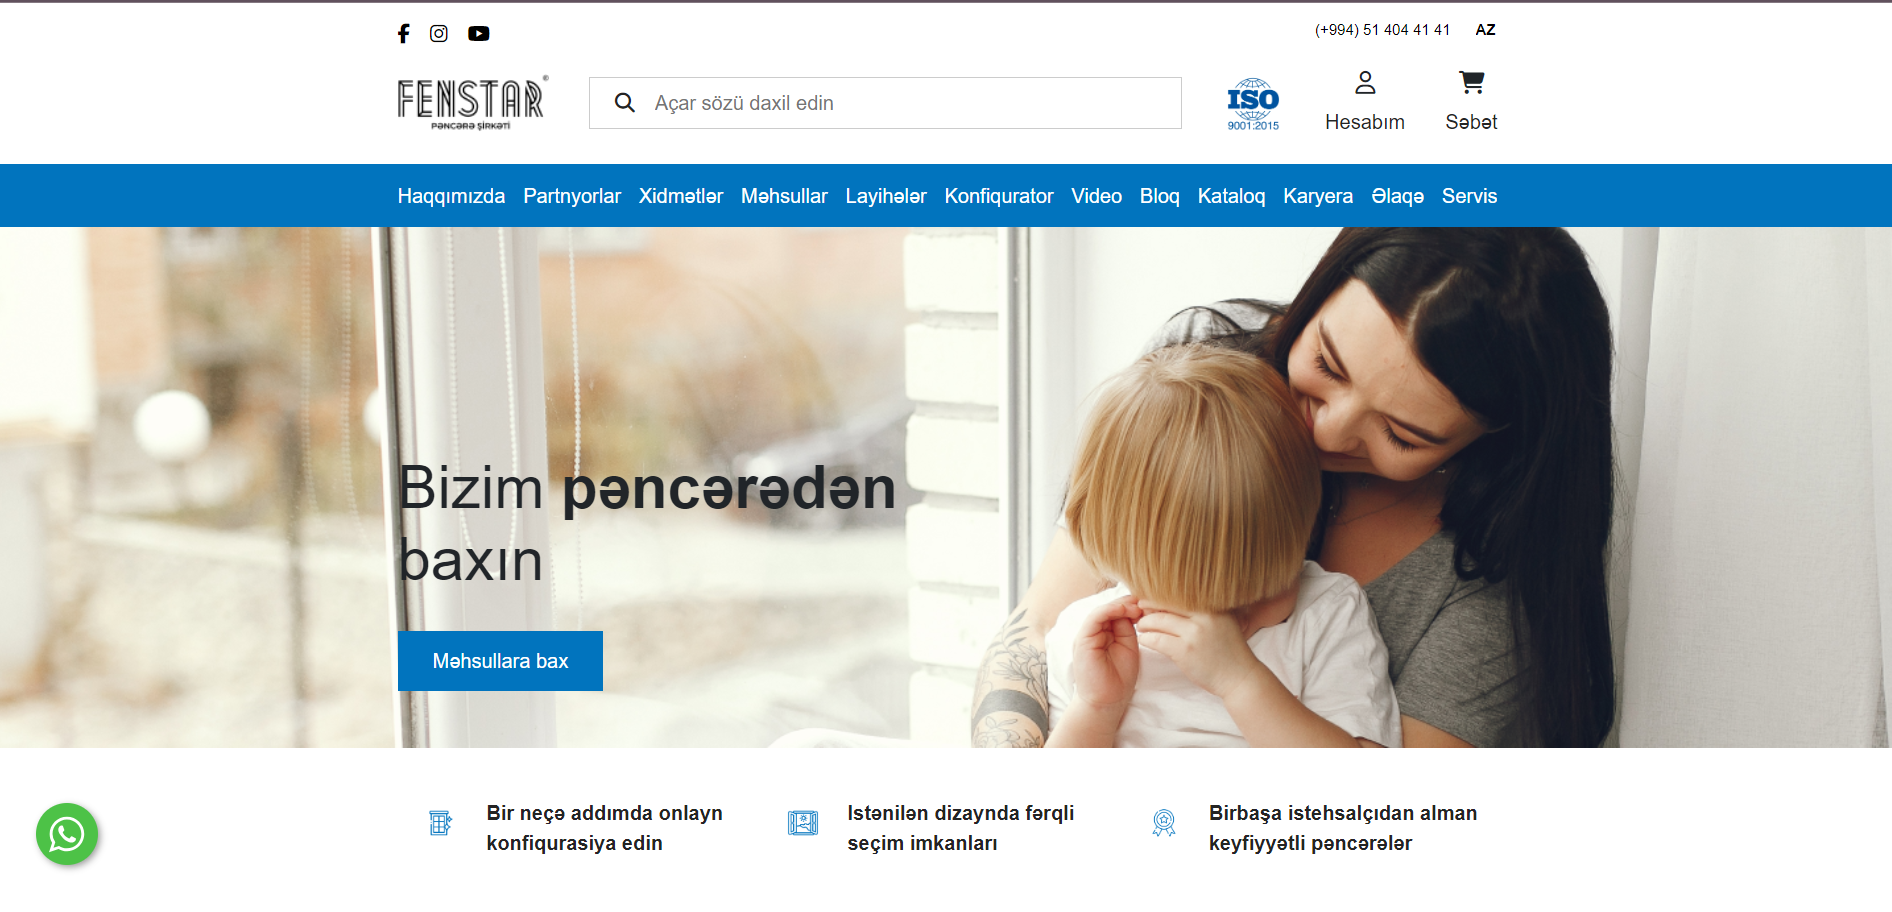 (+994) 51 404 41 41 AZ
FENSTAR®
PƏNCƏRƏ ŞİRKƏTİ
Açar sözü daxil edin
ISO
9001:2015
Hesabım
Səbət
Haqqımızda Partnyorlar Xidmətlər Məhsullar Layihələr Konfiqurator Video Bloq Kataloq Karyera Əlaqə Servis
Bizim pəncərədən
baxın
Məhsullara bax
Bir neçə addımda onlayn
konfiqurasiya edin
Istənilən dizaynda fərqli
seçim imkanları
Birbaşa istehsalçıdan alman
keyfiyyətli pəncərələr